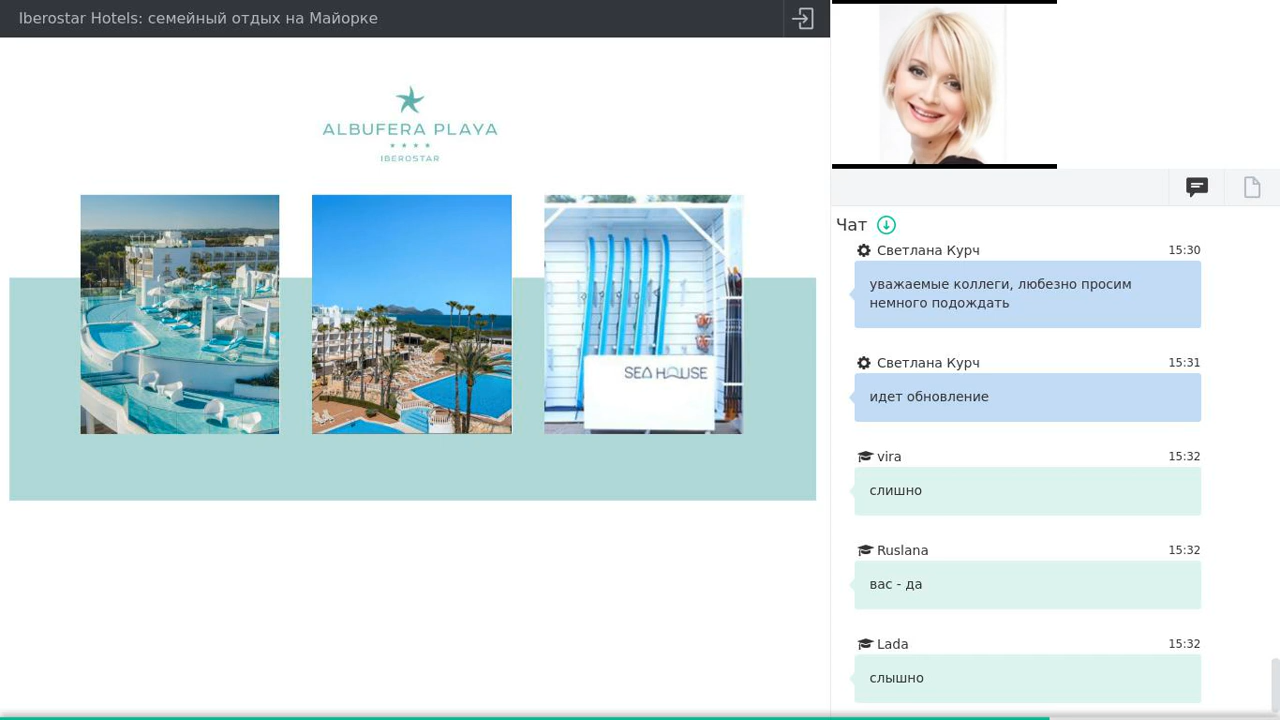 Iberostar Hotels: семейный отдых на Майорке
ALBUFERA PLAYA
IBEROSTAR
SEA HOUSE
Чат
Светлана Курч 15:30
уважаемые коллеги, любезно просим
немного подождать
Светлана Курч 15:31
идет обновление
vira 15:32
слишно
Ruslana 15:32
вас - да
Lada 15:32
слышно